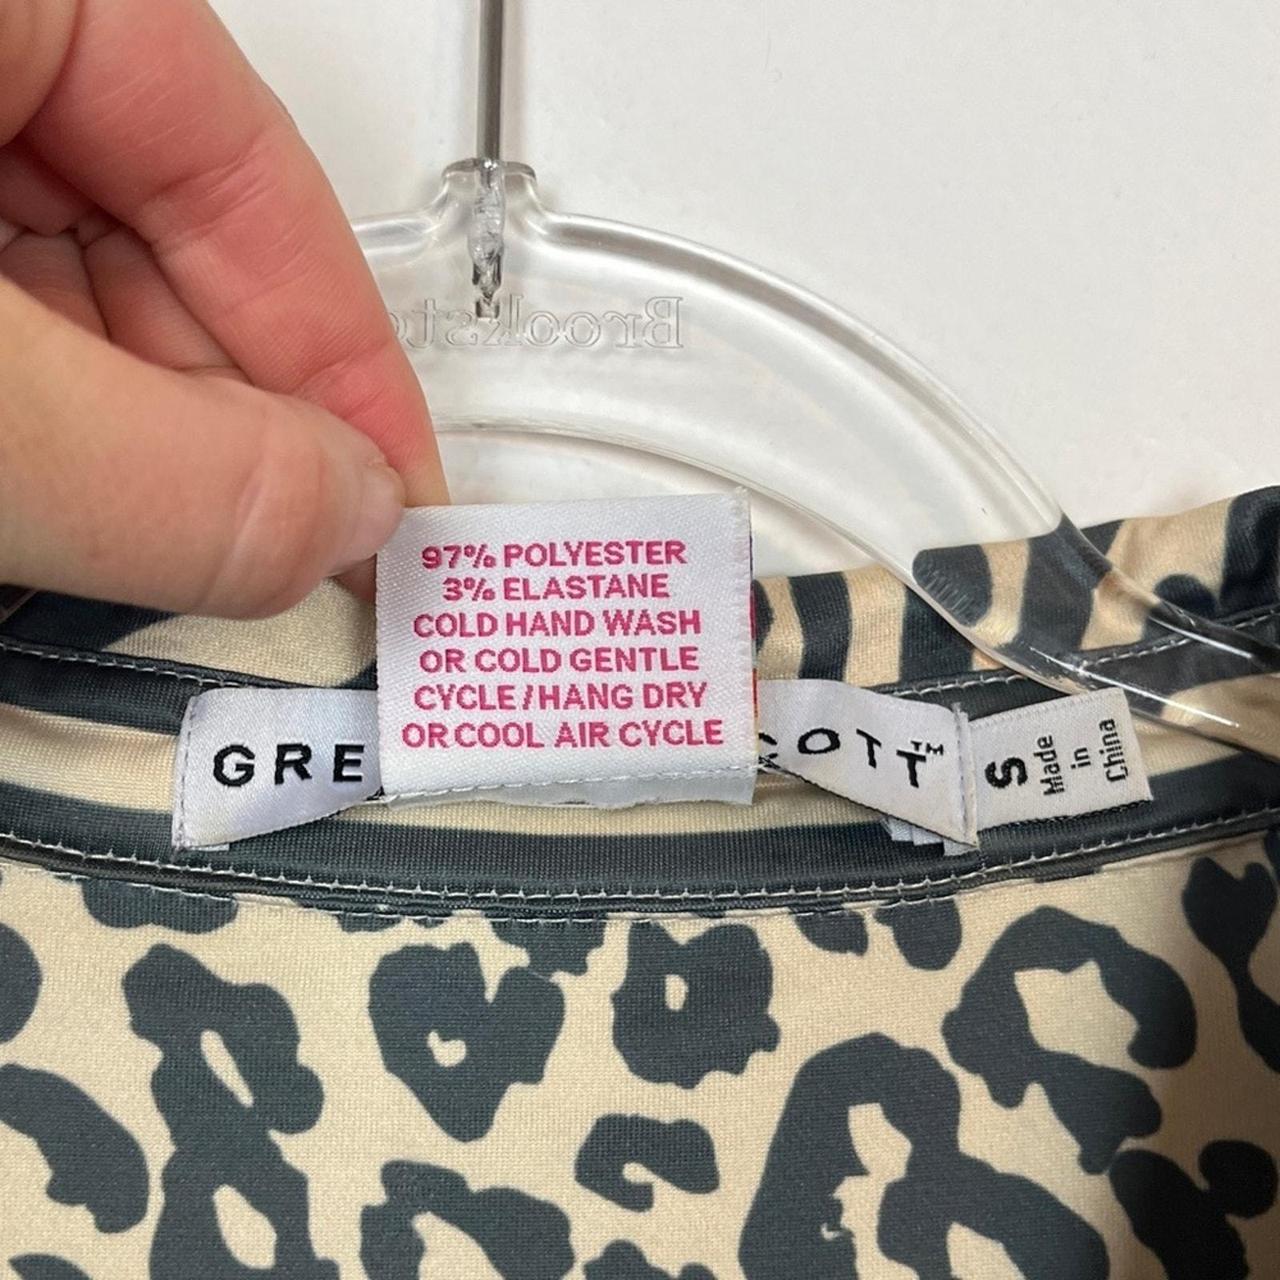 97% POLYESTER
3% ELASTANE
COLD HAND WASH
OR COLD GENTLE
CYCLE/HANG DRY
OR COOL AIR CYCLE
GRE
COTT™
S
Made
in
China